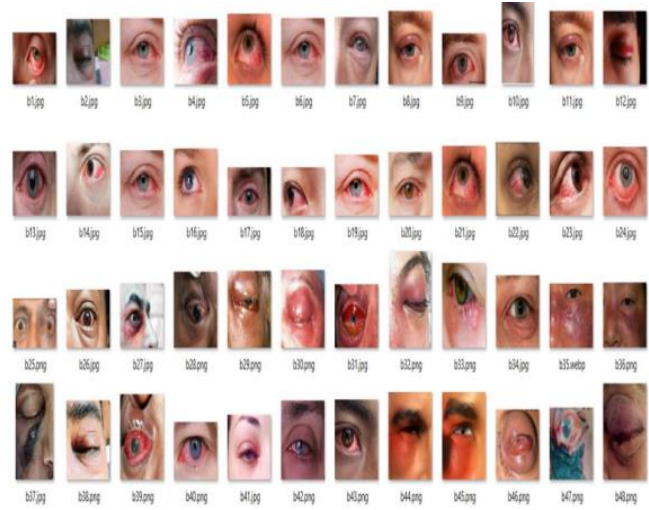 b1.jpg b2.jpg b3.jpg b4.jpg b5.jpg b6.jpg b7.jpg b8.jpg b9.jpg b10.jpg b11.jpg b12.jpg
b13.jpg b14.jpg b15.jpg b16.jpg b17.jpg b18.jpg b19.jpg b20.jpg b21.jpg b22.jpg b23.jpg b24.jpg
b25.png b26.jpg b27.jpg b28.png b29.png b30.png b31.jpg b32.png b33.png b34.jpg b35.webp b36.png
b37.jpg b38.png b39.png b40.png b41.jpg b42.png b43.png b44.png b45.png b46.png b47.png b48.png